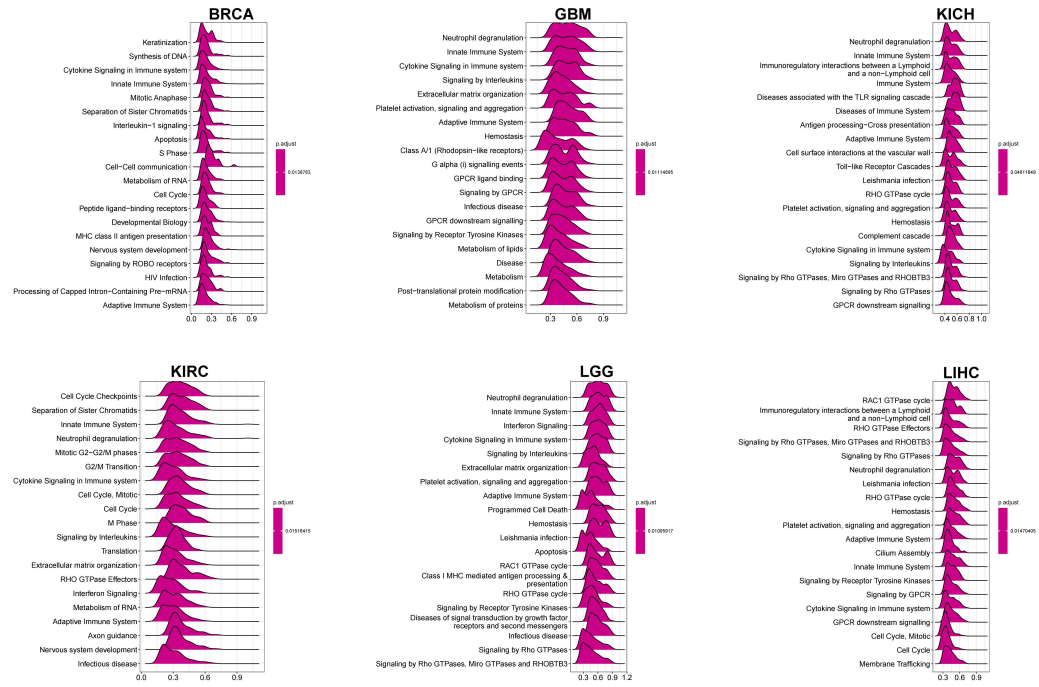 BRCA
Keratinization
Synthesis of DNA
Cytokine Signaling in Immune system
Innate Immune System
Mitotic Anaphase
Separation of Sister Chromatids
Interleukin−1 signaling
Apoptosis
S Phase
Cell−Cell communication
Metabolism of RNA
Cell Cycle
Peptide ligand−binding receptors
Developmental Biology
MHC class II antigen presentation
Nervous system development
Signaling by ROBO receptors
HIV Infection
Processing of Capped Intron−Containing Pre−mRNA
Adaptive Immune System
0.0 0.3 0.6 0.9
p.adjust
GBM
Neutrophil degranulation
Innate Immune System
Cytokine Signaling in Immune system
Signaling by Interleukins
Extracellular matrix organization
Platelet activation, signaling and aggregation
Adaptive Immune System
Hemostasis
Class A/1 (Rhodopsin−like receptors)
G alpha (i) signalling events
GPCR ligand binding
Signaling by GPCR
Infectious disease
GPCR downstream signalling
Signaling by Receptor Tyrosine Kinases
Metabolism of lipids
Disease
Metabolism
Post−translational protein modification
Metabolism of proteins
0.3 0.6 0.9
p.adjust
KICH
Neutrophil degranulation
Innate Immune System
Immunoregulatory interactions between a Lymphoid
and a non−Lymphoid cell
Immune System
Diseases associated with the TLR signaling cascade
Diseases of Immune System
Antigen processing−Cross presentation
Adaptive Immune System
Cell surface interactions at the vascular wall
Toll−like Receptor Cascades
Leishmania infection
RHO GTPase cycle
Platelet activation, signaling and aggregation
Hemostasis
Complement cascade
Cytokine Signaling in Immune system
Signaling by Interleukins
Signaling by Rho GTPases, Miro GTPases and RHOBTB3
Signaling by Rho GTPases
GPCR downstream signalling
0.4 0.6 0.8 1.0
p.adjust
KIRC
Cell Cycle Checkpoints
Separation of Sister Chromatids
Innate Immune System
Neutrophil degranulation
Mitotic G2−G2/M phases
G2/M Transition
Cytokine Signaling in Immune system
Cell Cycle, Mitotic
Cell Cycle
M Phase
Signaling by Interleukins
Translation
Extracellular matrix organization
RHO GTPase Effectors
Interferon Signaling
Metabolism of RNA
Adaptive Immune System
Axon guidance
Nervous system development
Infectious disease
0.0 0.3 0.6 0.9
p.adjust
LGG
Neutrophil degranulation
Innate Immune System
Interferon Signaling
Cytokine Signaling in Immune system
Signaling by Interleukins
Extracellular matrix organization
Platelet activation, signaling and aggregation
Adaptive Immune System
Programmed Cell Death
Hemostasis
Leishmania infection
Apoptosis
RAC1 GTPase cycle
Class I MHC mediated antigen processing &
presentation
RHO GTPase cycle
Signaling by Receptor Tyrosine Kinases
Diseases of signal transduction by growth factor
receptors and second messengers
Infectious disease
Signaling by Rho GTPases
Signaling by Rho GTPases, Miro GTPases and RHOBTB3
0.3 0.6 0.9 1.2
p.adjust
LIHC
RAC1 GTPase cycle
Immunoregulatory interactions between a Lymphoid
and a non−Lymphoid cell
RHO GTPase Effectors
Signaling by Rho GTPases, Miro GTPases and RHOBTB3
Signaling by Rho GTPases
Neutrophil degranulation
Leishmania infection
RHO GTPase cycle
Hemostasis
Platelet activation, signaling and aggregation
Adaptive Immune System
Cilium Assembly
Innate Immune System
Signaling by Receptor Tyrosine Kinases
Signaling by GPCR
Cytokine Signaling in Immune system
GPCR downstream signalling
Cell Cycle, Mitotic
Cell Cycle
Membrane Trafficking
0.3 0.6 0.9
p.adjust